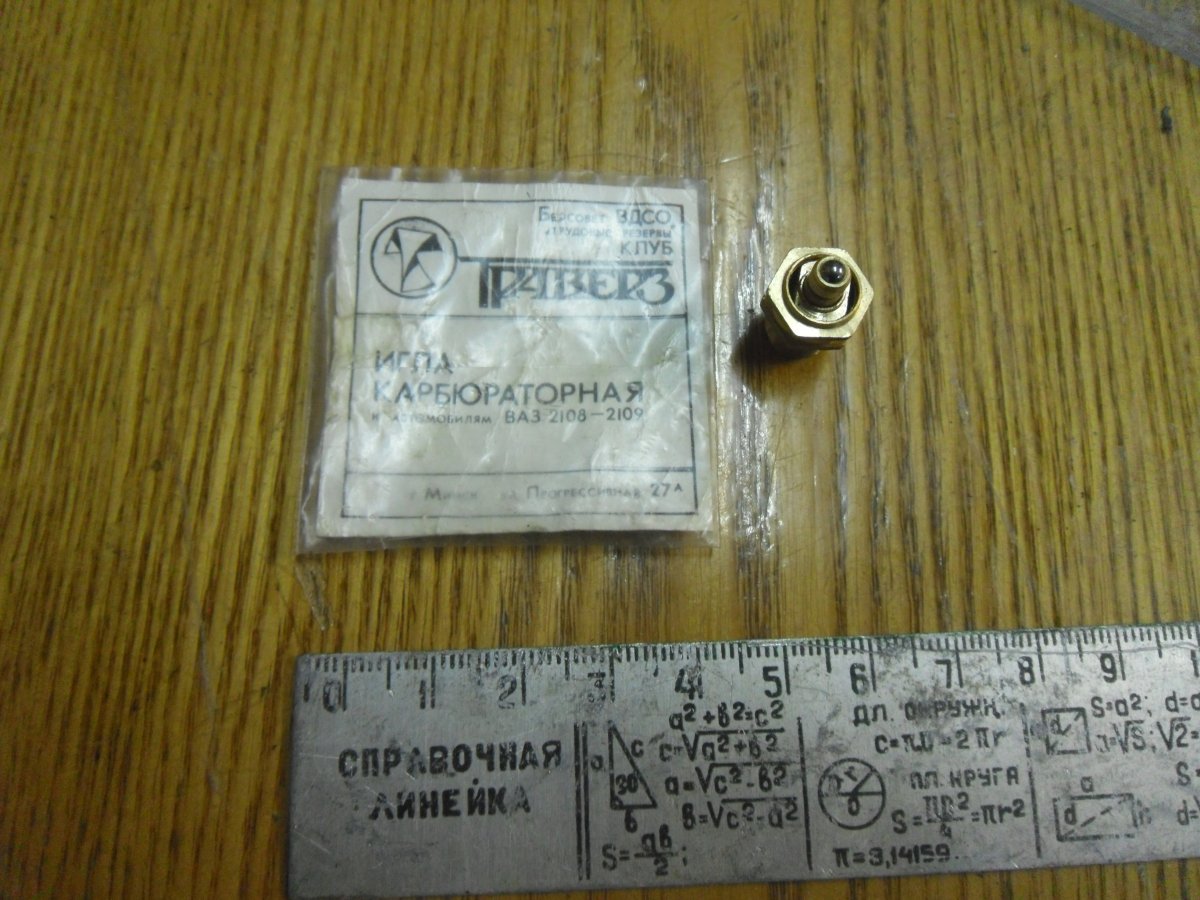 Белсовет ВДСО
"ТРУДОВЫЕ РЕЗЕРВЫ"
КЛУБ
ТРАВЕРЗ
ИГЛА
КАРБЮРАТОРНАЯ
К АВТОМОБИЛЯМ ВАЗ 2108-2109
г. Минск ул. Прогрессивная 27А
0 1 2 3 4 5 6 7 8 9
СПРАВОЧНАЯ
ЛИНЕЙКА
a c 30° в
a²+в²=c²
c=√a²+в²
a=√c²-в²
в=√c²-a²
S=aв/2;
ДЛ. ОКРУЖН.
C=πD=2πr
ПЛ. КРУГА
S=πD²/4=πr²
π=3,14159
S=a²;
d
a